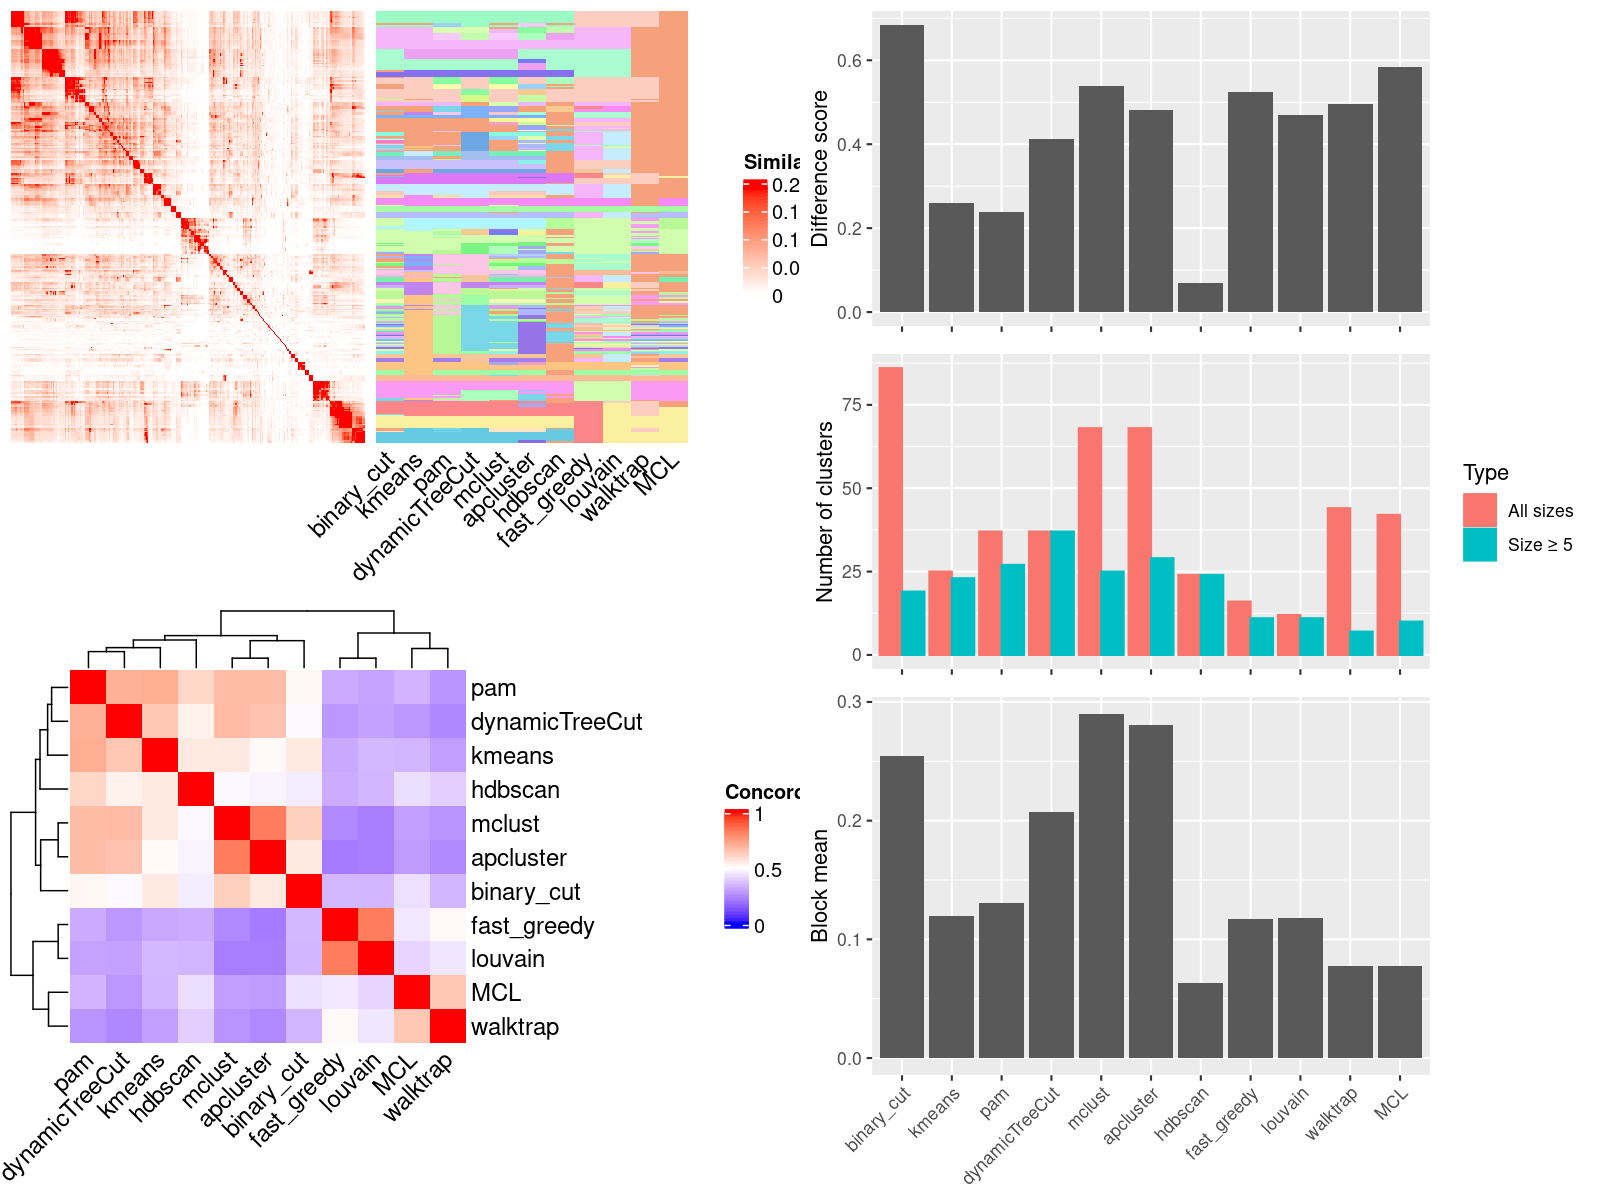 Simila
0.2
0.1
0.1
0.0
0
binary_cut
kmeans
pam
dynamicTreeCut
mclust
apcluster
hdbscan
fast_greedy
louvain
walktrap
MCL
pam
dynamicTreeCut
kmeans
hdbscan
mclust
apcluster
binary_cut
fast_greedy
louvain
MCL
walktrap
pam
dynamicTreeCut
kmeans
hdbscan
mclust
apcluster
binary_cut
fast_greedy
louvain
MCL
walktrap
Concord
1
0.5
0
Difference score
0.6
0.4
0.2
0.0
Number of clusters
75
50
25
0
Type
All sizes
Size ≥ 5
Block mean
0.3
0.2
0.1
0.0
binary_cut
kmeans
pam
dynamicTreeCut
mclust
apcluster
hdbscan
fast_greedy
louvain
walktrap
MCL